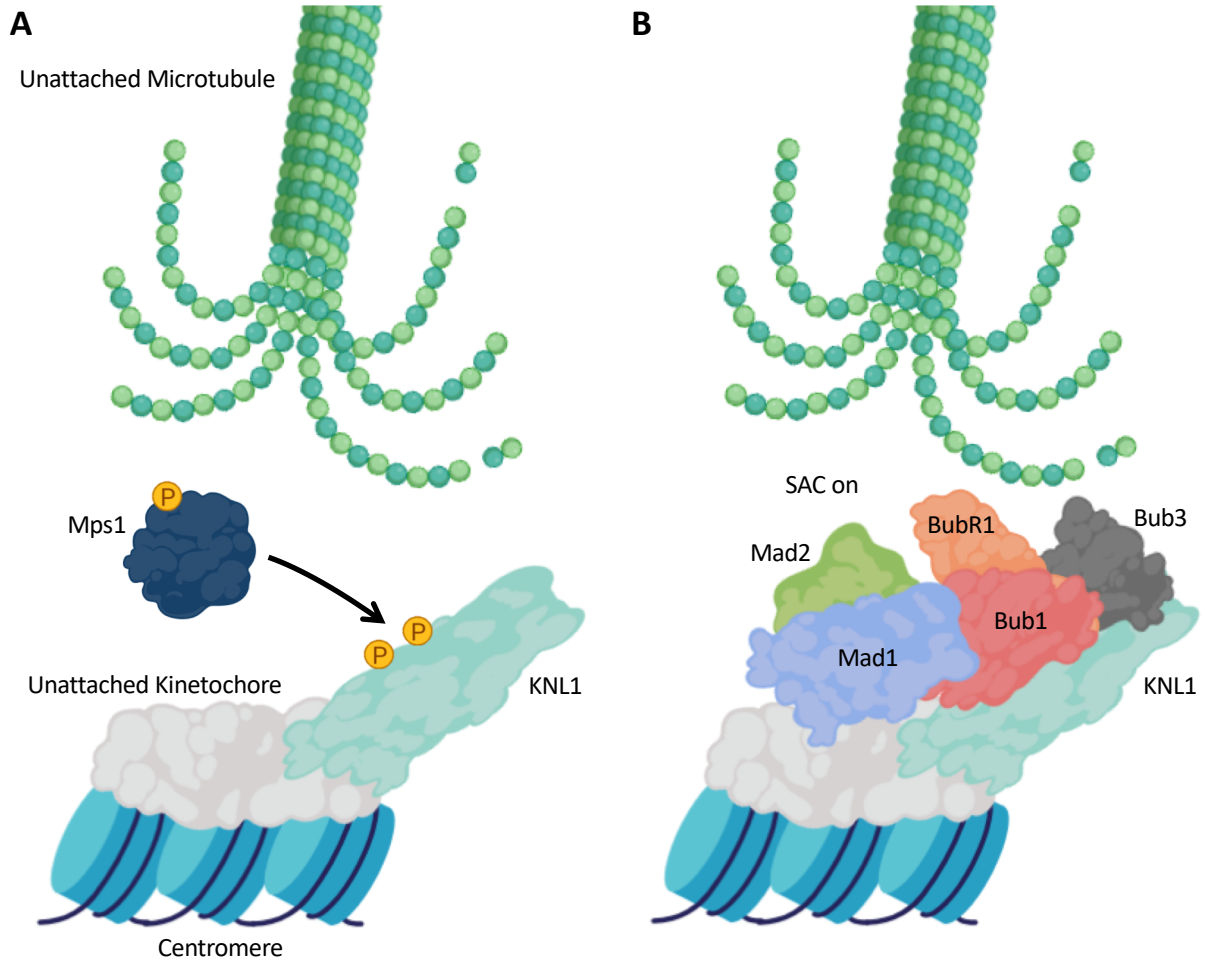 A
Unattached Microtubule
P
Mps1
P
P
Unattached Kinetochore
KNL1
Centromere
B
SAC on
BubR1
Bub3
Mad2
Bub1
Mad1
KNL1